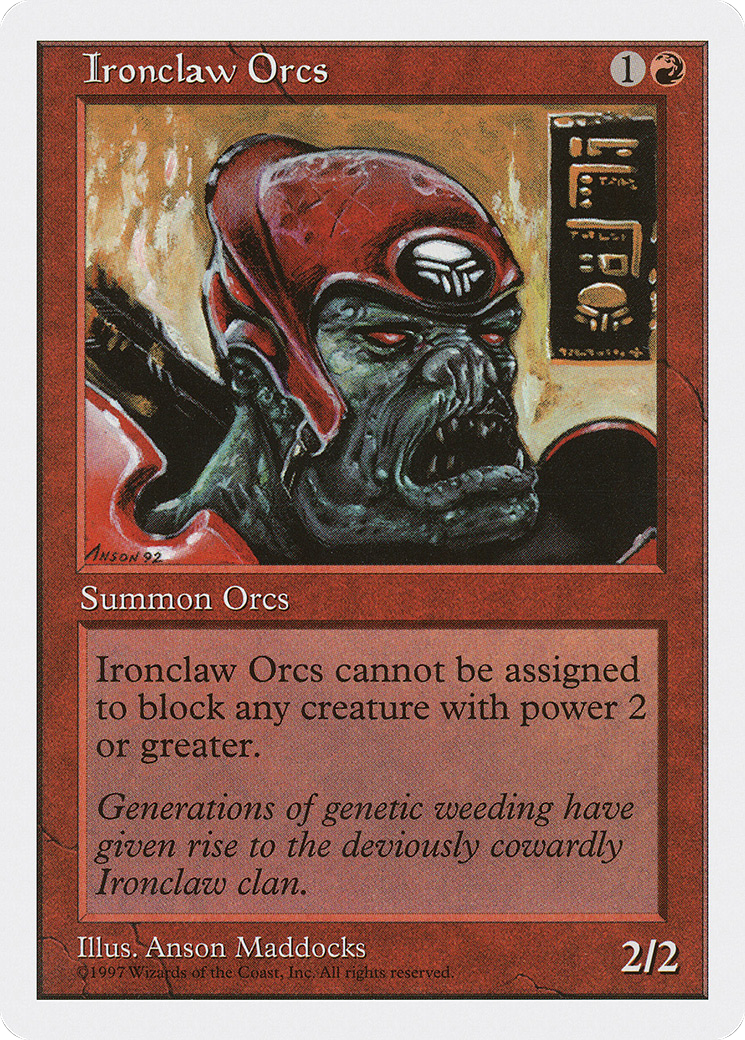 Ironclaw Orcs 1
ANSON 92
Summon Orcs
Ironclaw Orcs cannot be assigned
to block any creature with power 2
or greater.
Generations of genetic weeding have
given rise to the deviously cowardly
Ironclaw clan.
Illus. Anson Maddocks
©1997 Wizards of the Coast, Inc. All rights reserved.
2/2